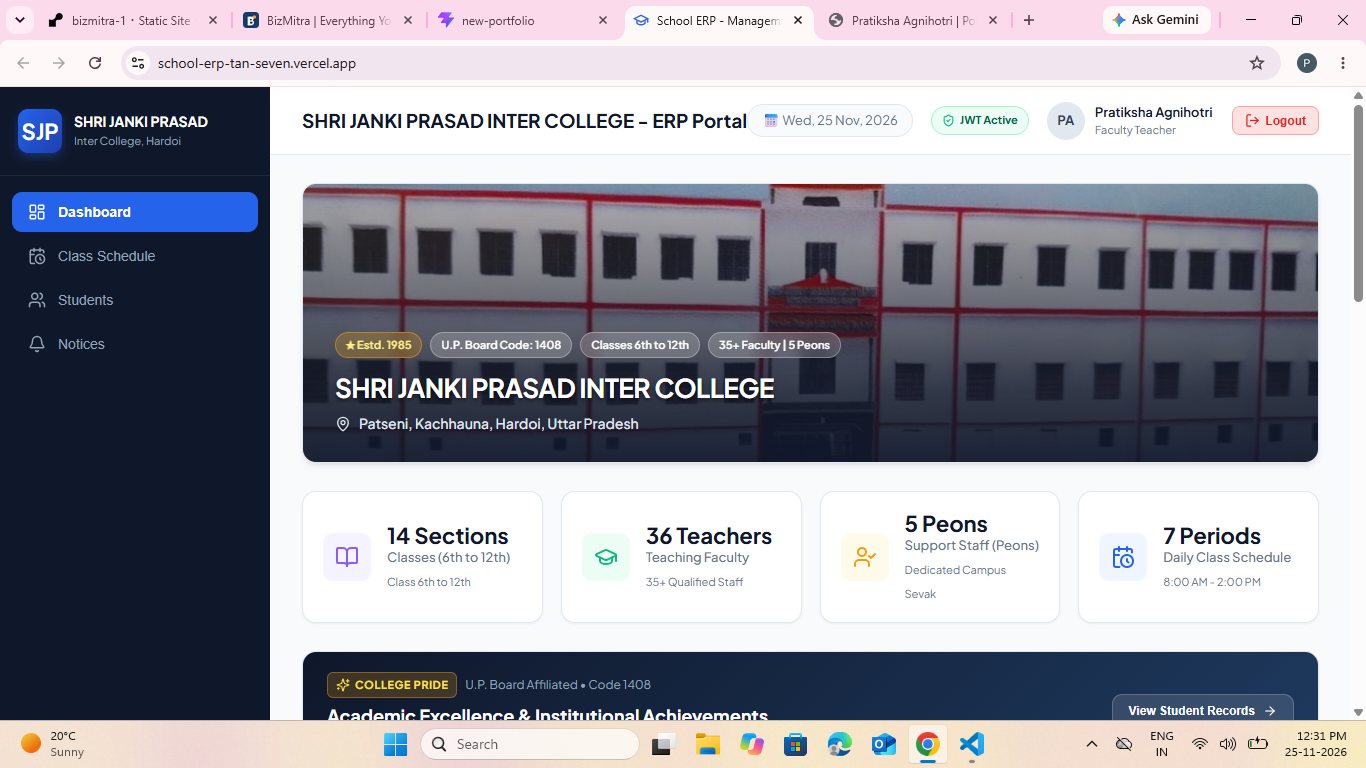 bizmitra-1 · Static Site
BizMitra | Everything Yo
new-portfolio
School ERP - Managem
Pratiksha Agnihotri | Po
Ask Gemini
school-erp-tan-seven.vercel.app
P
SJP
SHRI JANKI PRASAD
Inter College, Hardoi
Dashboard
Class Schedule
Students
Notices
SHRI JANKI PRASAD INTER COLLEGE - ERP Portal
Wed, 25 Nov, 2026
JWT Active
PA
Pratiksha Agnihotri
Faculty Teacher
Logout
★ Estd. 1985
U.P. Board Code: 1408
Classes 6th to 12th
35+ Faculty | 5 Peons
SHRI JANKI PRASAD INTER COLLEGE
Patseni, Kachhauna, Hardoi, Uttar Pradesh
14 Sections
Classes (6th to 12th)
Class 6th to 12th
36 Teachers
Teaching Faculty
35+ Qualified Staff
5 Peons
Support Staff (Peons)
Dedicated Campus
Sevak
7 Periods
Daily Class Schedule
8:00 AM - 2:00 PM
COLLEGE PRIDE
U.P. Board Affiliated • Code 1408
Academic Excellence & Institutional Achievements
View Student Records →
20°C
Sunny
Search
ENG
IN
12:31 PM
25-11-2026